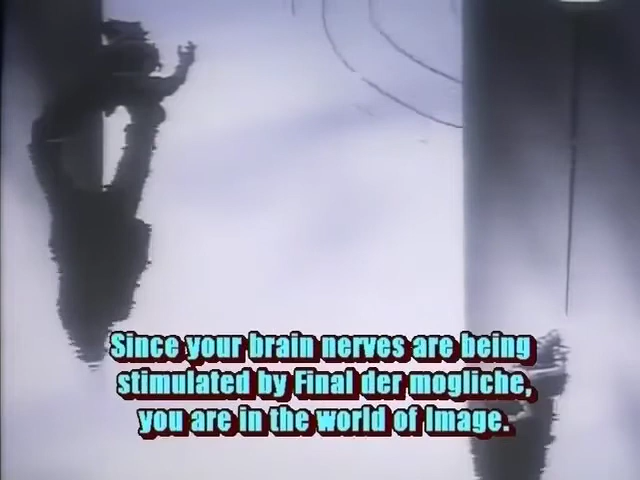 Since your brain nerves are being
stimulated by Final der mogliche,
you are in the world of Image.